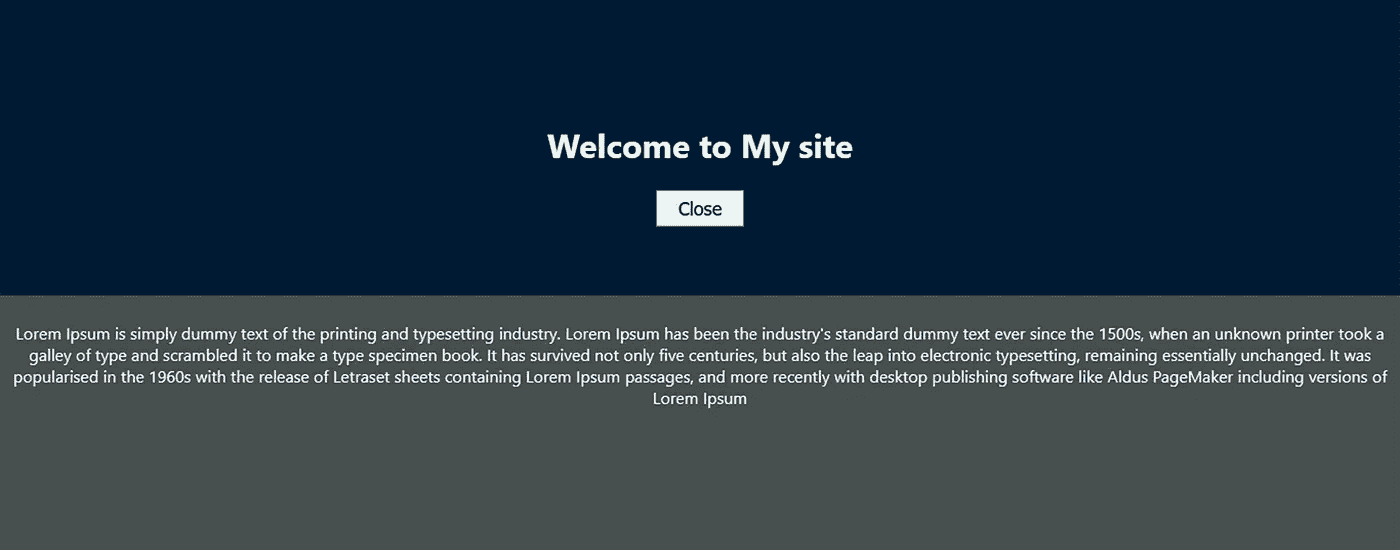 Welcome to My site
Close
Lorem Ipsum is simply dummy text of the printing and typesetting industry. Lorem Ipsum has been the industry's standard dummy text ever since the 1500s, when an unknown printer took a
galley of type and scrambled it to make a type specimen book. It has survived not only five centuries, but also the leap into electronic typesetting, remaining essentially unchanged. It was
popularised in the 1960s with the release of Letraset sheets containing Lorem Ipsum passages, and more recently with desktop publishing software like Aldus PageMaker including versions of
Lorem Ipsum